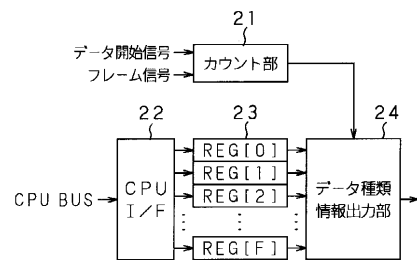 21
データ開始信号
フレーム信号
カウント部
22
23
24
CPU BUS
CPU
I/F
REG[0]
REG[1]
REG[2]
REG[F]
データ種類
情報出力部